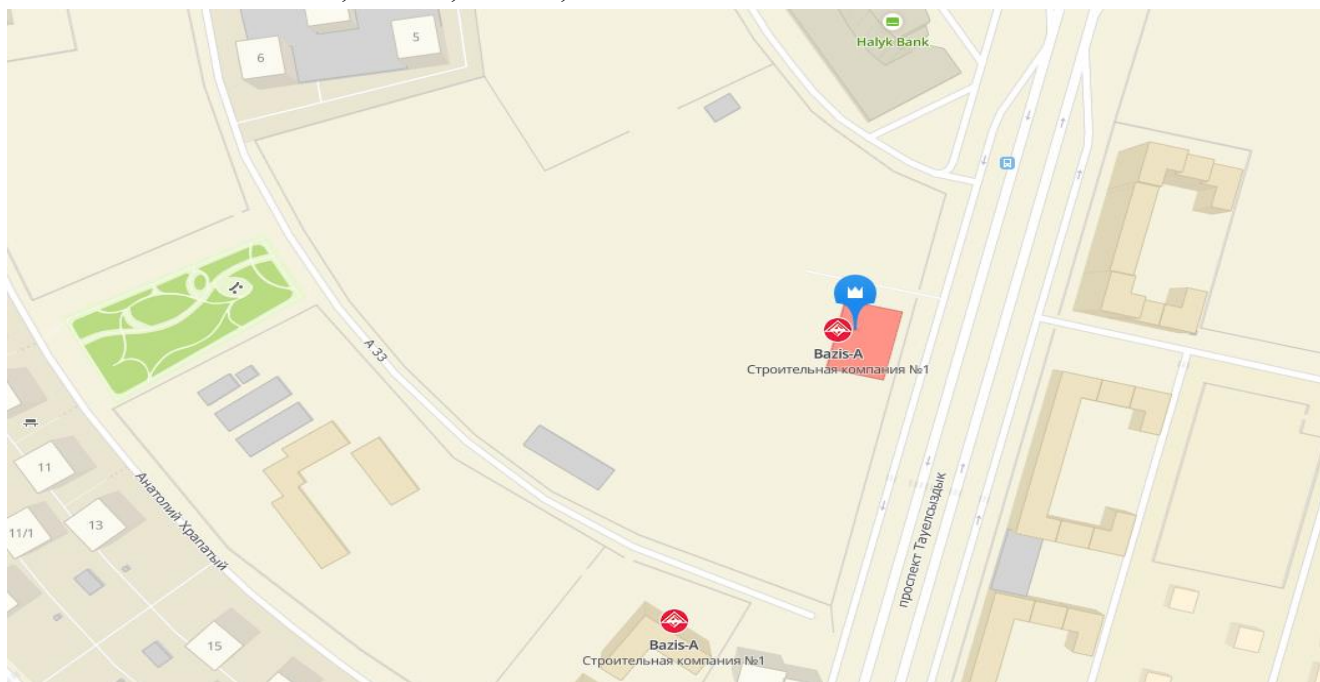 5
6
Halyk Bank
A 33
Bazis-A
Строительная компания №1
11
11/1
13
Анатолий Храпатый
проспект Тауелсыздык
15
Bazis-A
Строительная компания №1